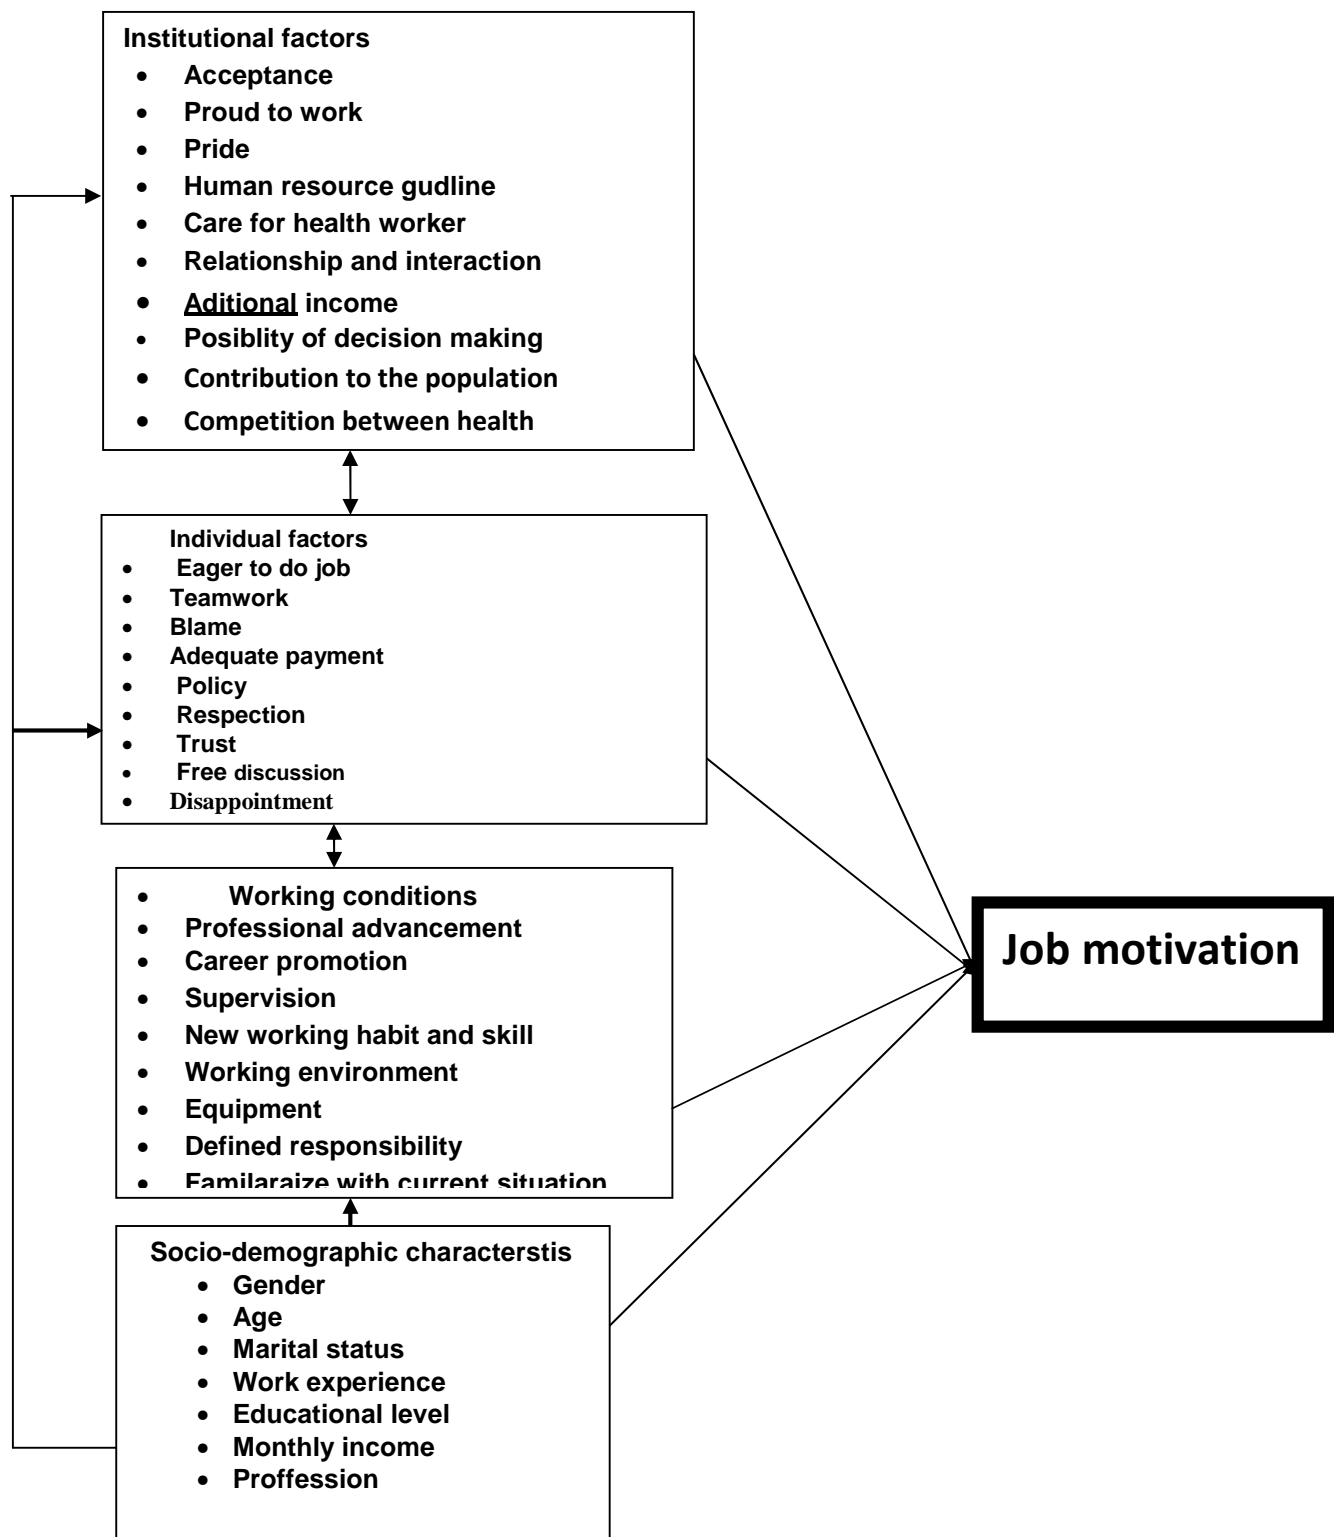 Institutional factors
• Acceptance
• Proud to work
• Pride
• Human resource gudline
• Care for health worker
• Relationship and interaction
• Aditional income
• Posiblity of decision making
• Contribution to the population
• Competition between health
Individual factors
• Eager to do job
• Teamwork
• Blame
• Adequate payment
• Policy
• Respection
• Trust
• Free discussion
• Disappointment
• Working conditions
• Professional advancement
• Career promotion
• Supervision
• New working habit and skill
• Working environment
• Equipment
• Defined responsibility
• Familaraize with current situation
Socio-demographic characterstis
• Gender
• Age
• Marital status
• Work experience
• Educational level
• Monthly income
• Proffession
Job motivation